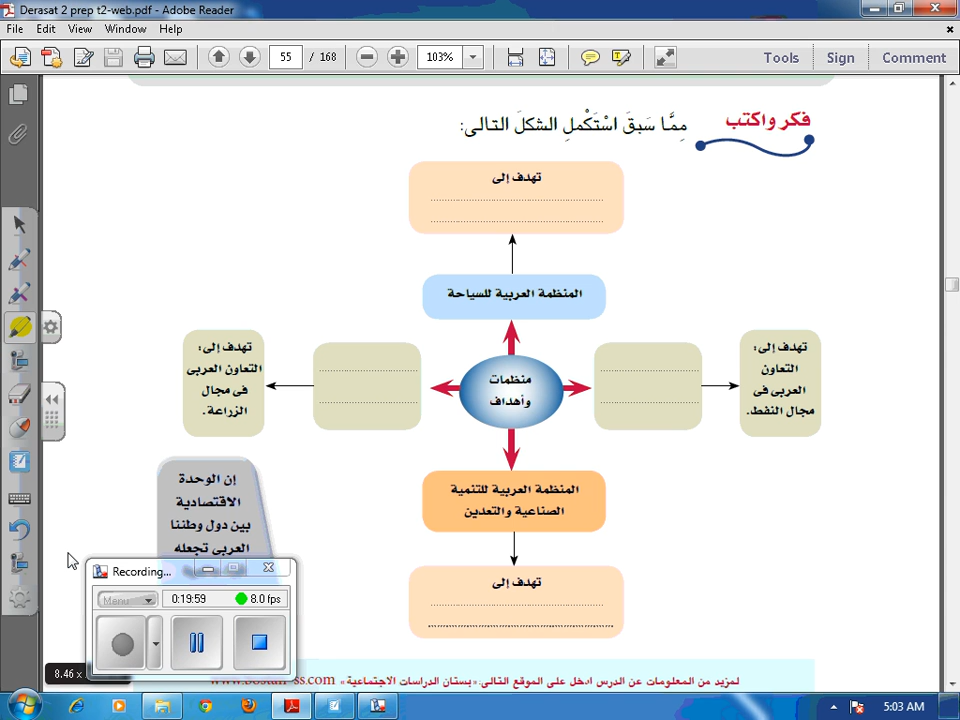 Derasat 2 prep t2-web.pdf - Adobe Reader
File Edit View Window Help
55 / 168 103% Tools Sign Comment
فكر واكتب
مِمَّا سَبقَ اسْتَكْملِ الشكلَ التالى:
تهدف إلى
المنظمة العربية للسياحة
تهدف إلى:
التعاون
العربى فى
مجال النفط.
منظمات
وأهداف
تهدف إلى:
التعاون العربى
فى مجال
الزراعة.
المنظمة العربية للتنمية
الصناعية والتعدين
تهدف إلى
إن الوحدة
الاقتصادية
بين دول وطننا
العربى تجعله
Recording...
Menu 0:19:59 8.0 fps
8.46 x
لمزيد من المعلومات عن الدرس ادخل على الموقع التالى: «بستان الدراسات الاجتماعية»
5:03 AM